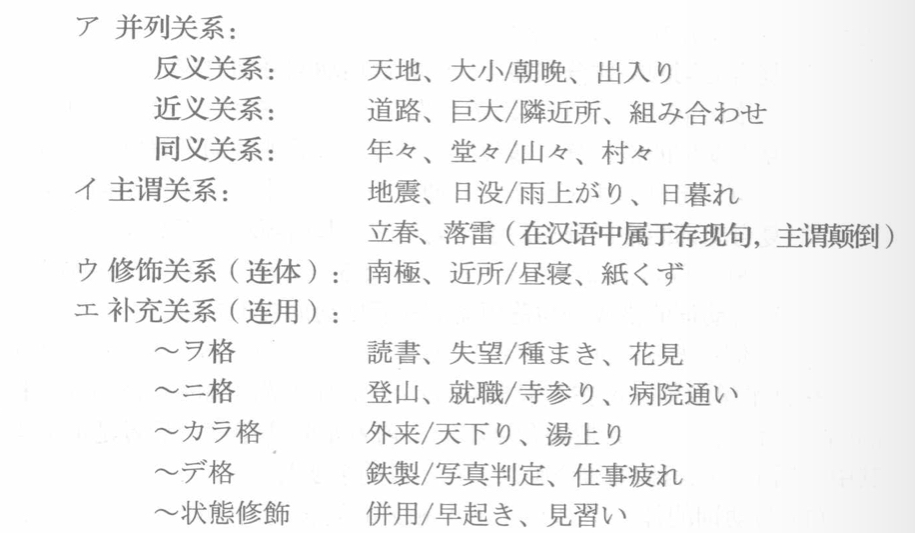 ア 并列关系：
反义关系： 天地、大小/朝晩、出入り
近义关系： 道路、巨大/隣近所、組み合わせ
同义关系： 年々、堂々/山々、村々
イ 主谓关系： 地震、日没/雨上がり、日暮れ
立春、落雷（在汉语中属于存现句，主谓颠倒）
ウ 修饰关系（连体）： 南極、近所/昼寝、紙くず
エ 补充关系（连用）：
～ヲ格 読書、失望/種まき、花見
～ニ格 登山、就職/寺参り、病院通い
～カラ格 外来/天下り、湯上り
～デ格 鉄製/写真判定、仕事疲れ
～状態修飾 併用/早起き、見習い